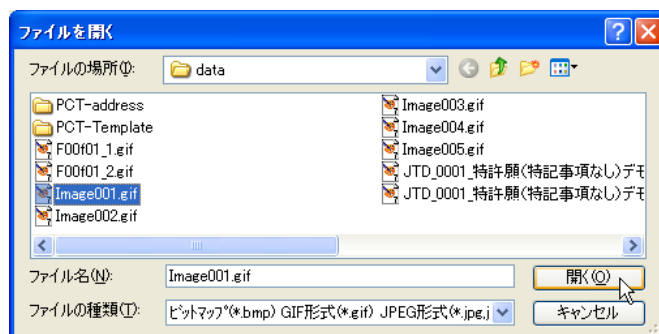 ファイルを開く
ファイルの場所(I):
data
PCT-address
PCT-Template
F00f01_1.gif
F00f01_2.gif
Image001.gif
Image002.gif
Image003.gif
Image004.gif
Image005.gif
JTD_0001_特許願(特記事項なし)デモ
JTD_0001_特許願(特記事項なし)デモ
ファイル名(N):
Image001.gif
開く(O)
ファイルの種類(T):
ビットマップ(*.bmp) GIF形式(*.gif) JPEG形式(*.jpg,j
キャンセル